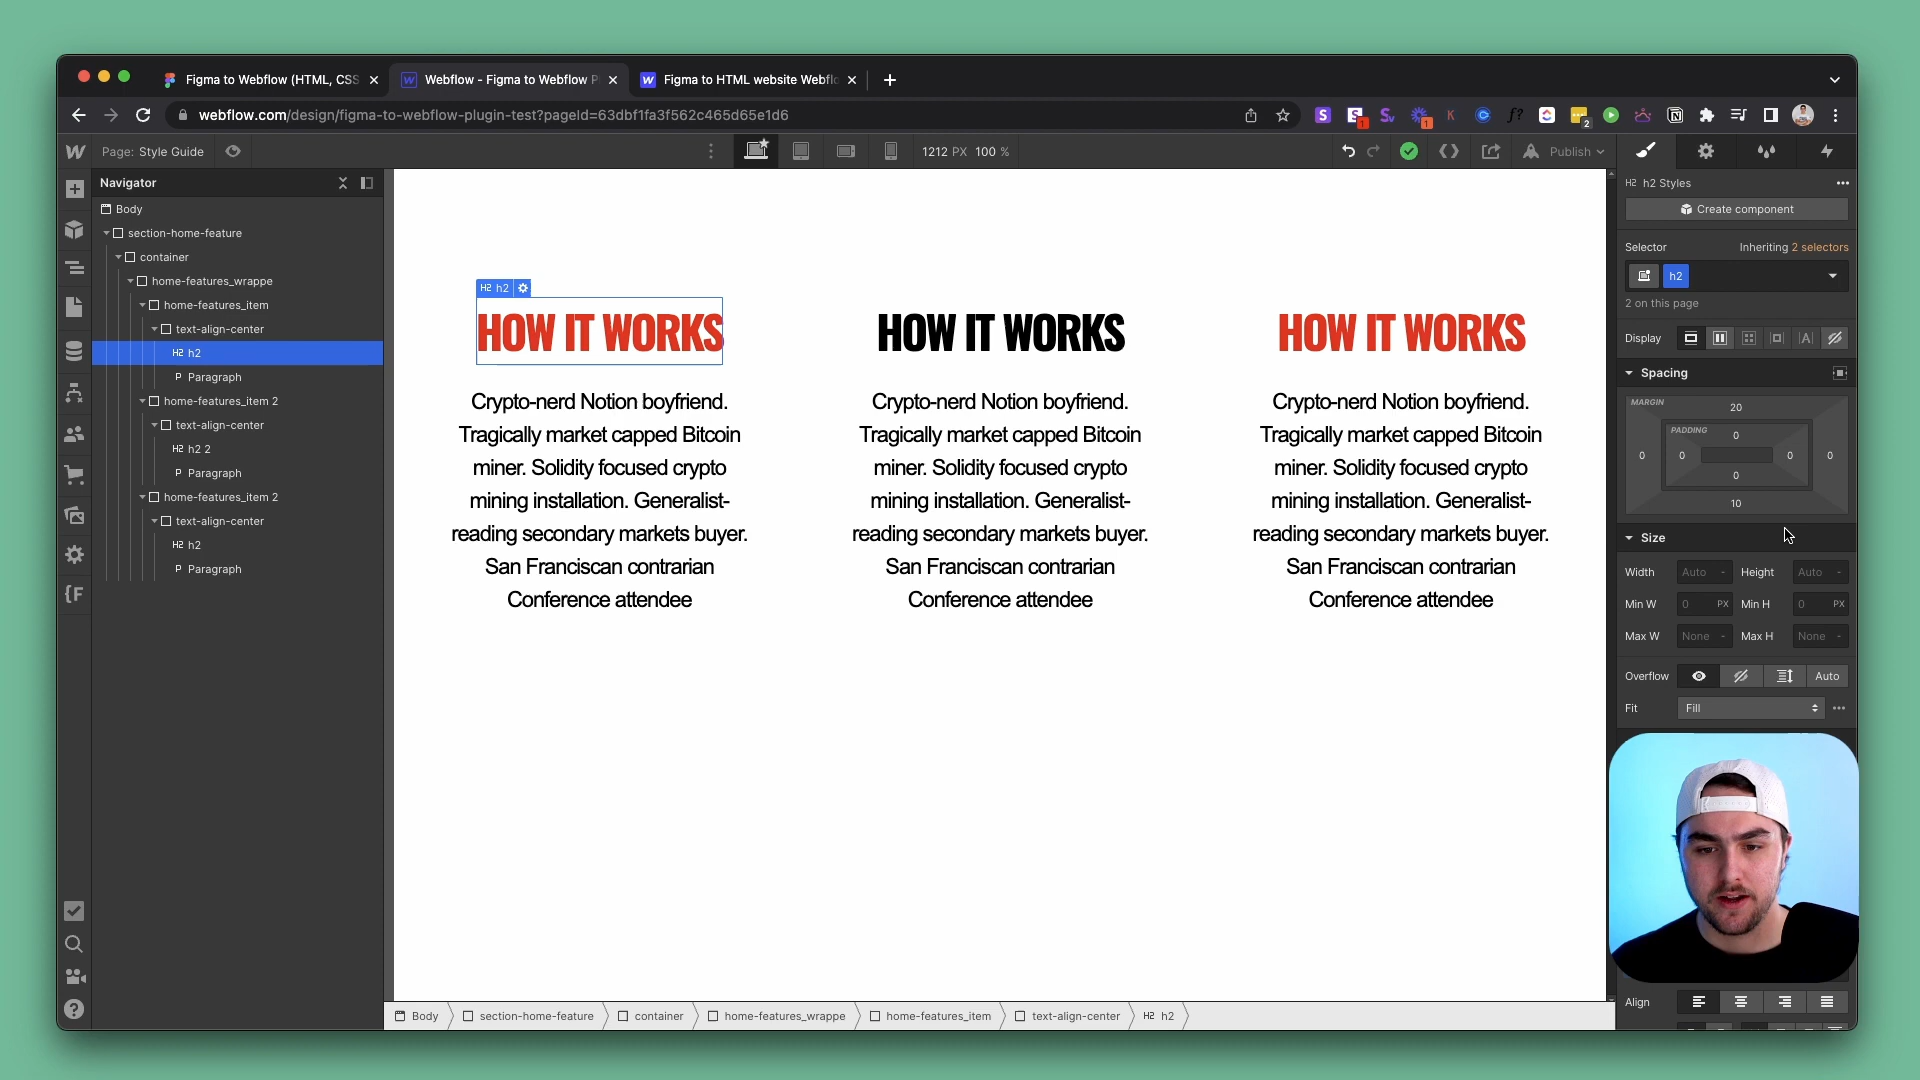 Figma to Webflow (HTML, CSS
Webflow - Figma to Webflow P
Figma to HTML website Webfl
webflow.com/design/figma-to-webflow-plugin-test?pageId=63dbf1fa3f562c465d65e1d6
Page: Style Guide
1212 PX 100 %
Publish
Navigator
Body
section-home-feature
container
home-features_wrappe
home-features_item
text-align-center
H2 h2
P Paragraph
home-features_item 2
text-align-center
H2 h2 2
P Paragraph
home-features_item 2
text-align-center
H2 h2
P Paragraph
H2 h2
HOW IT WORKS
Crypto-nerd Notion boyfriend.
Tragically market capped Bitcoin
miner. Solidity focused crypto
mining installation. Generalist-
reading secondary markets buyer.
San Franciscan contrarian
Conference attendee
HOW IT WORKS
Crypto-nerd Notion boyfriend.
Tragically market capped Bitcoin
miner. Solidity focused crypto
mining installation. Generalist-
reading secondary markets buyer.
San Franciscan contrarian
Conference attendee
HOW IT WORKS
Crypto-nerd Notion boyfriend.
Tragically market capped Bitcoin
miner. Solidity focused crypto
mining installation. Generalist-
reading secondary markets buyer.
San Franciscan contrarian
Conference attendee
H2 h2 Styles
Create component
Selector Inheriting 2 selectors
h2
2 on this page
Display
Spacing
MARGIN
20
PADDING
0
0 0 0 0
0
10
Size
Width Auto - Height Auto -
Min W 0 PX Min H 0 PX
Max W None - Max H None -
Overflow Auto
Fit Fill
Align
Body section-home-feature container home-features_wrappe home-features_item text-align-center H2 h2